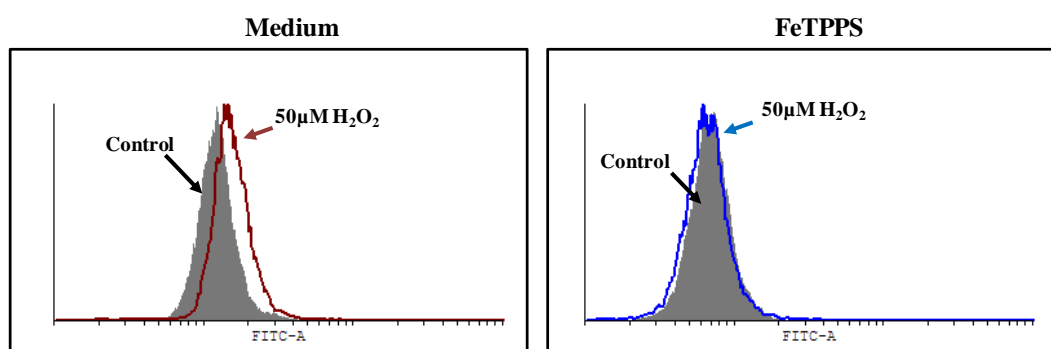 Medium
50µM H₂O₂
Control
FITC-A
FeTPPS
50µM H₂O₂
Control
FITC-A